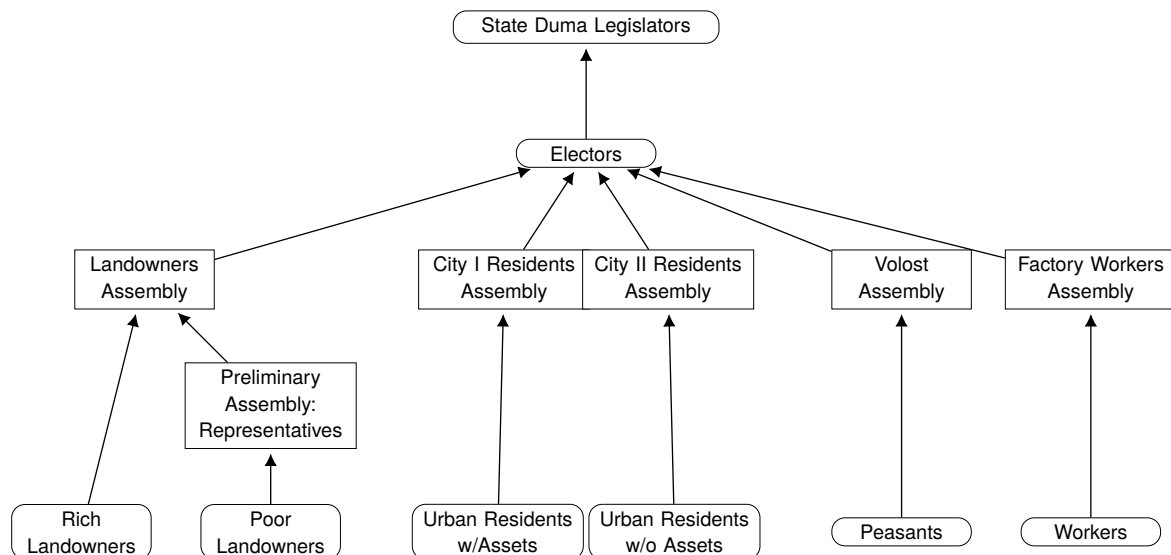 State Duma Legislators
Electors
Landowners
Assembly
City I Residents
Assembly
City II Residents
Assembly
Volost
Assembly
Factory Workers
Assembly
Preliminary
Assembly:
Representatives
Rich
Landowners
Poor
Landowners
Urban Residents
w/Assets
Urban Residents
w/o Assets
Peasants
Workers